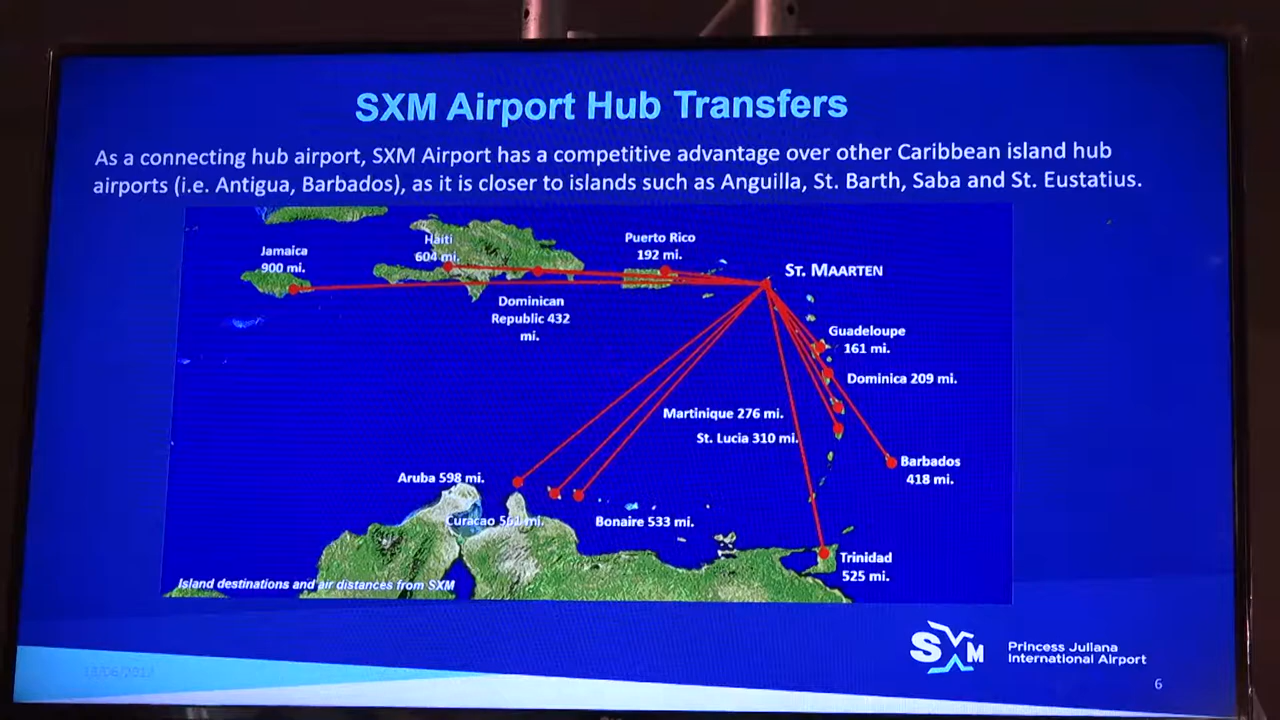 SXM Airport Hub Transfers
As a connecting hub airport, SXM Airport has a competitive advantage over other Caribbean island hub
airports (i.e. Antigua, Barbados), as it is closer to islands such as Anguilla, St. Barth, Saba and St. Eustatius.
Jamaica
900 mi.
Haiti
604 mi.
Puerto Rico
192 mi.
ST. MAARTEN
Dominican
Republic 432
mi.
Guadeloupe
161 mi.
Dominica 209 mi.
Martinique 276 mi.
St. Lucia 310 mi.
Barbados
418 mi.
Aruba 598 mi.
Curacao 561 mi.
Bonaire 533 mi.
Trinidad
525 mi.
Island destinations and air distances from SXM
SXM
Princess Juliana
International Airport
6